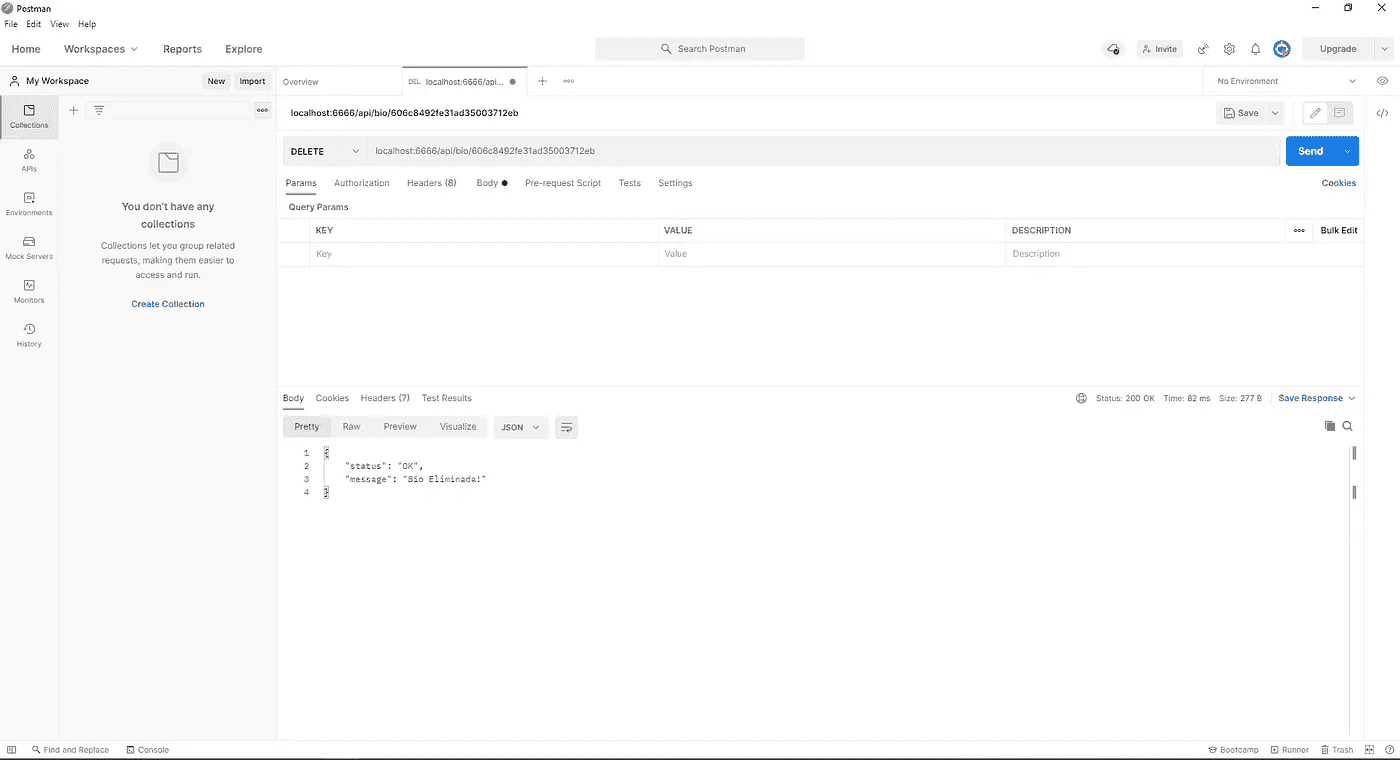 Postman
File Edit View Help
Home Workspaces Reports Explore
Search Postman
Invite
Upgrade
My Workspace
New Import
Overview
DEL localhost:6666/api...
No Environment
Collections
APIs
Environments
Mock Servers
Monitors
History
You don't have any
collections
Collections let you group related
requests, making them easier to
access and run.
Create Collection
localhost:6666/api/bio/606c8492fe31ad35003712eb
Save
DELETE localhost:6666/api/bio/606c8492fe31ad35003712eb
Send
Params Authorization Headers (8) Body Pre-request Script Tests Settings
Cookies
Query Params
KEY VALUE DESCRIPTION
Bulk Edit
Key Value Description
Body Cookies Headers (7) Test Results
Status: 200 OK Time: 82 ms Size: 277 B Save Response
Pretty Raw Preview Visualize JSON
1 {
2 "status": "OK",
3 "message": "Bio Eliminada!"
4 }
Find and Replace Console
Bootcamp Runner Trash